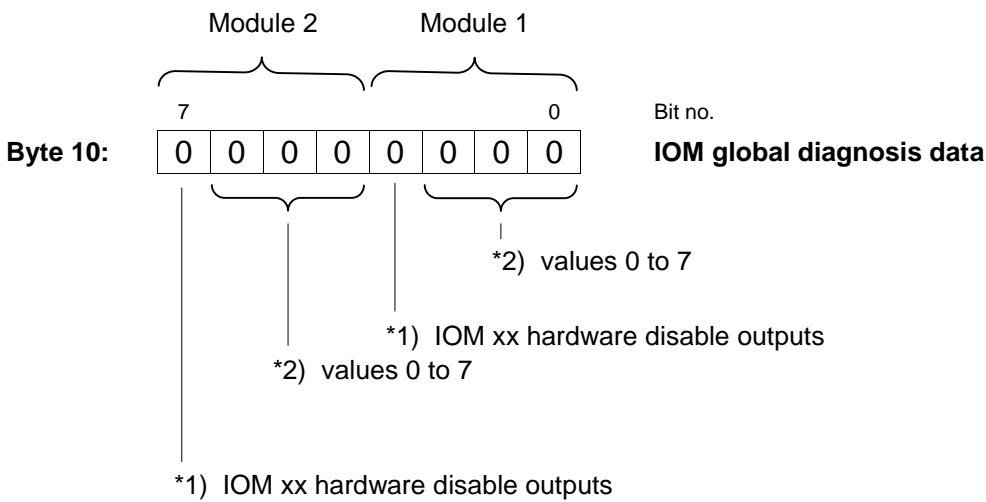 Module 2 Module 1
7 0 Bit no.
Byte 10: 0 0 0 0 0 0 0 0 IOM global diagnosis data
*2) values 0 to 7
*1) IOM xx hardware disable outputs
*2) values 0 to 7
*1) IOM xx hardware disable outputs